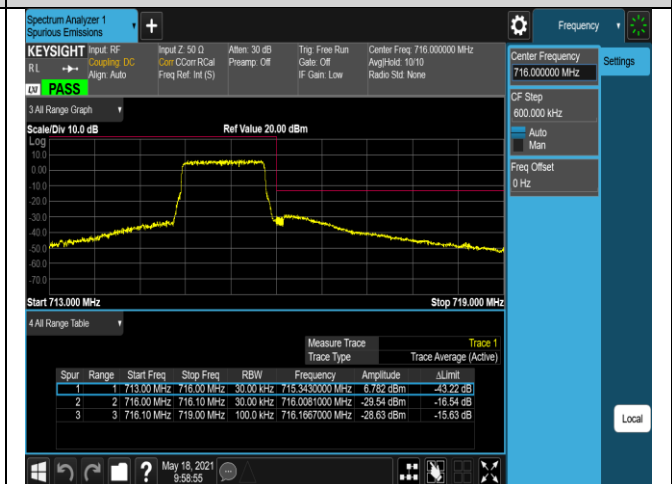 Spectrum Analyzer 1
Spurious Emissions
Frequency
KEYSIGHT Input: RF Input Z: 50 Ω Atten: 30 dB Trig: Free Run Center Freq: 716.000000 MHz
RL Coupling: DC Corr CCorr RCal Preamp: Off Gate: Off Avg|Hold: 10/10
Align: Auto Freq Ref: Int (S) IF Gain: Low Radio Std: None
LXI PASS
Center Frequency
716.000000 MHz
Settings
CF Step
600.000 kHz
Auto
Man
Freq Offset
0 Hz
3 All Range Graph
Scale/Div 10.0 dB Ref Value 20.00 dBm
Log
10.0
0.00
-10.0
-20.0
-30.0
-40.0
-50.0
-60.0
-70.0
Start 713.000 MHz Stop 719.000 MHz
4 All Range Table
Measure Trace Trace 1
Trace Type Trace Average (Active)
Spur Range Start Freq Stop Freq RBW Frequency Amplitude ΔLimit
1 1 713.00 MHz 716.00 MHz 30.00 kHz 715.3430000 MHz 6.782 dBm -43.22 dB
2 2 716.00 MHz 716.10 MHz 30.00 kHz 716.0081000 MHz -29.54 dBm -16.54 dB
3 3 716.10 MHz 719.00 MHz 100.0 kHz 716.1667000 MHz -28.63 dBm -15.63 dB
Local
May 18, 2021
9:58:55